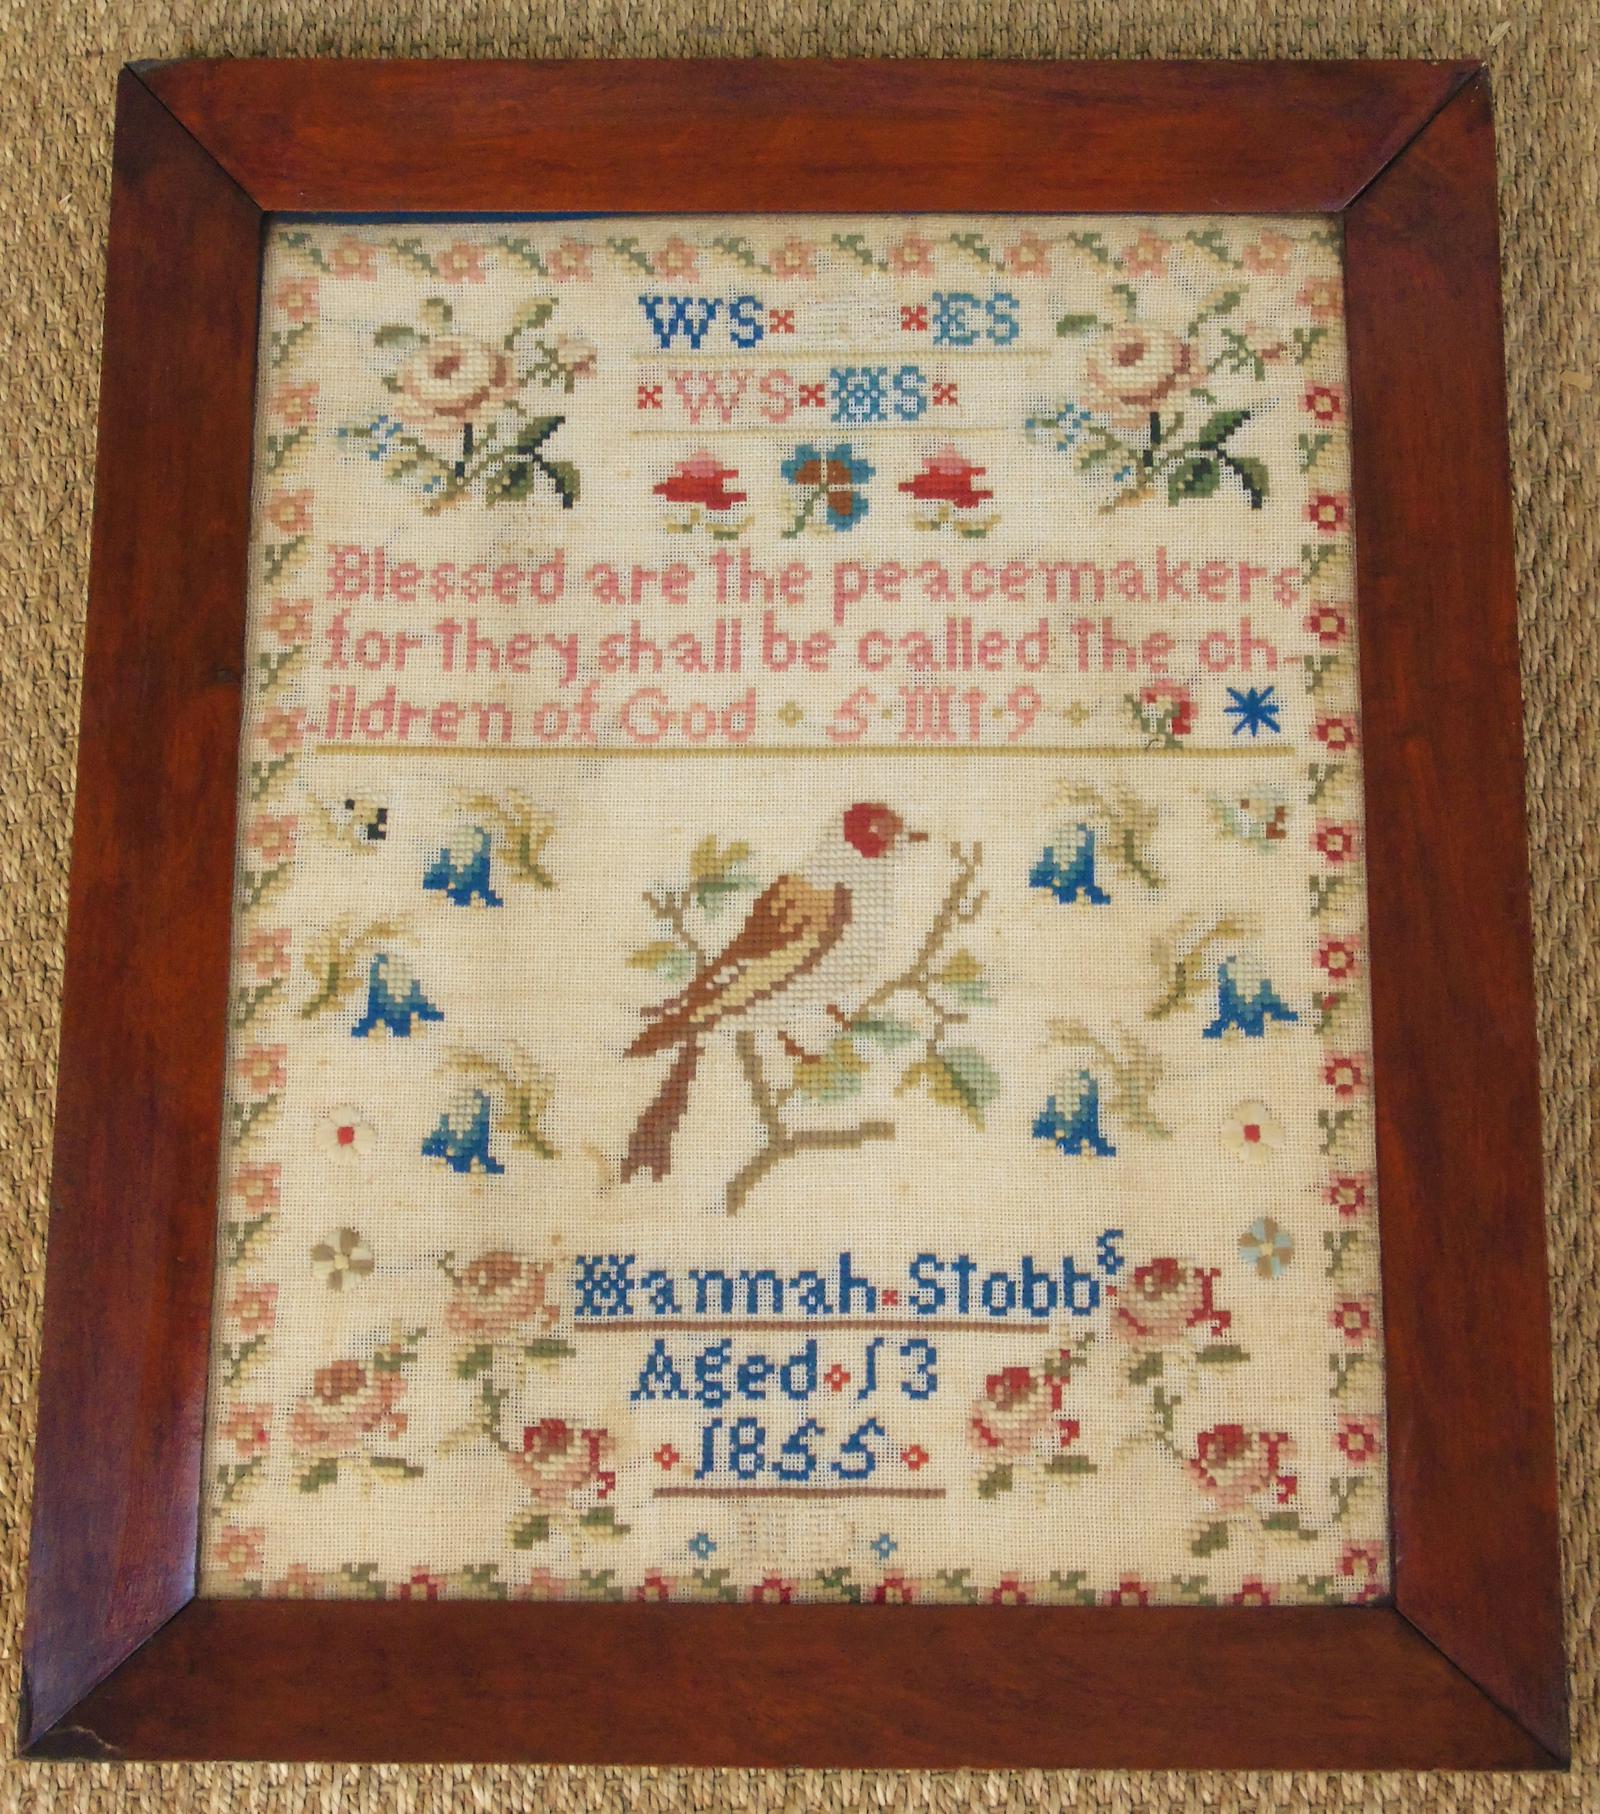 WS × × ES
× WS × HS ×
Blessed are the peacemakers
for they shall be called the ch-
-ildren of God 5 Mt 9
Hannah × Stobbs
Aged 13
1855